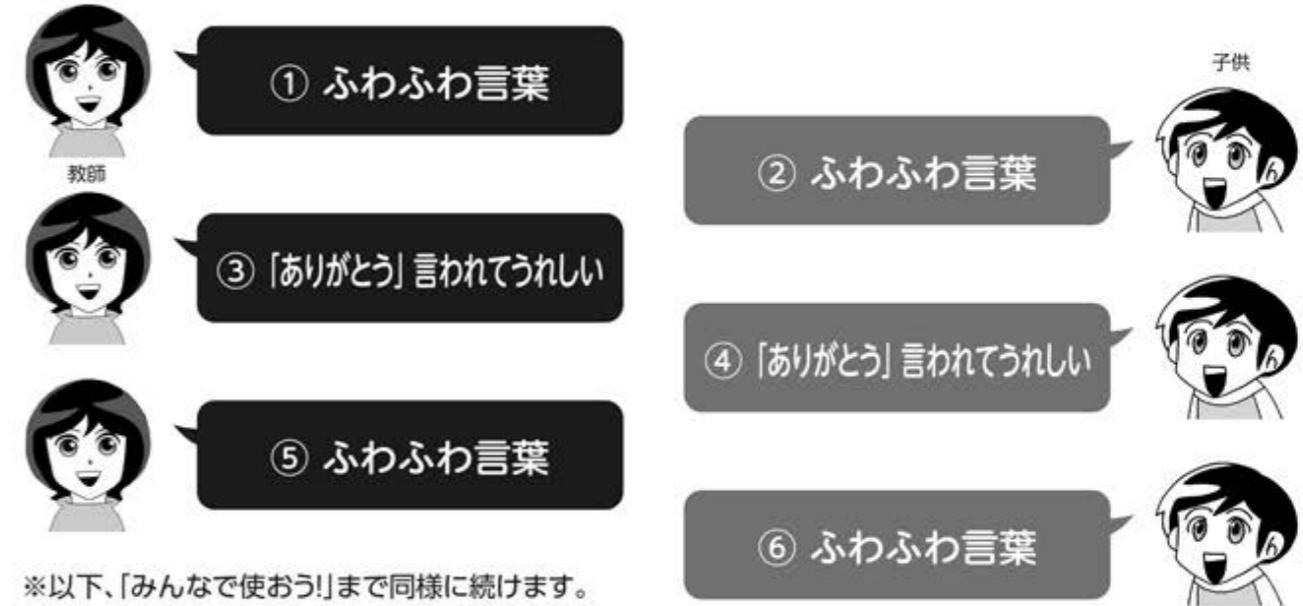 ① ふわふわ言葉
教師
子供
② ふわふわ言葉
③「ありがとう」言われてうれしい
④「ありがとう」言われてうれしい
⑤ ふわふわ言葉
⑥ ふわふわ言葉
※以下、「みんなで使おう!」まで同様に続けます。